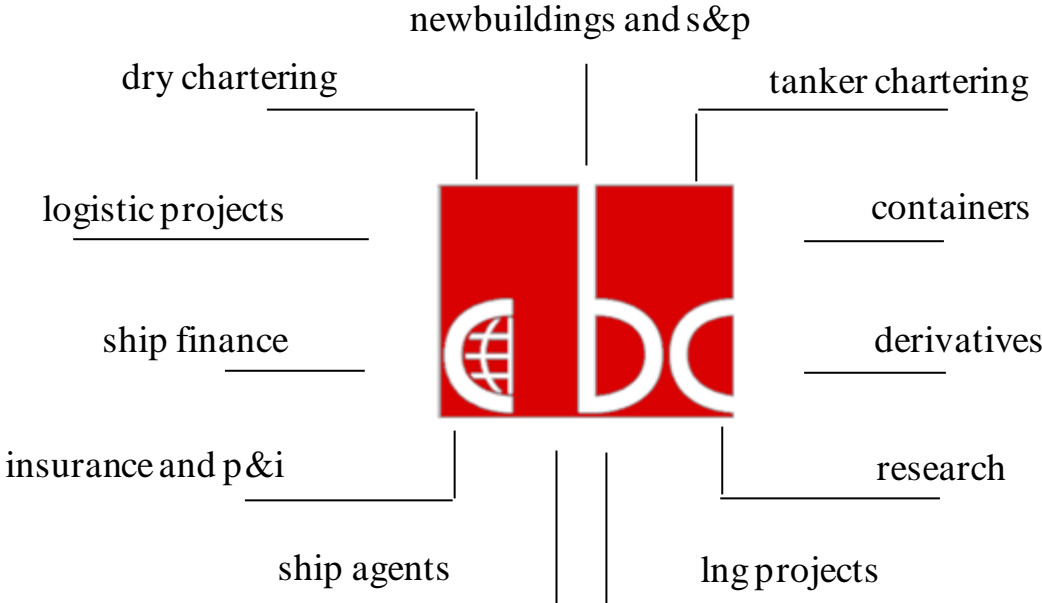 newbuildings and s&p
dry chartering
tanker chartering
logistic projects
containers
abc
ship finance
derivatives
insurance and p&i
research
ship agents
lng projects